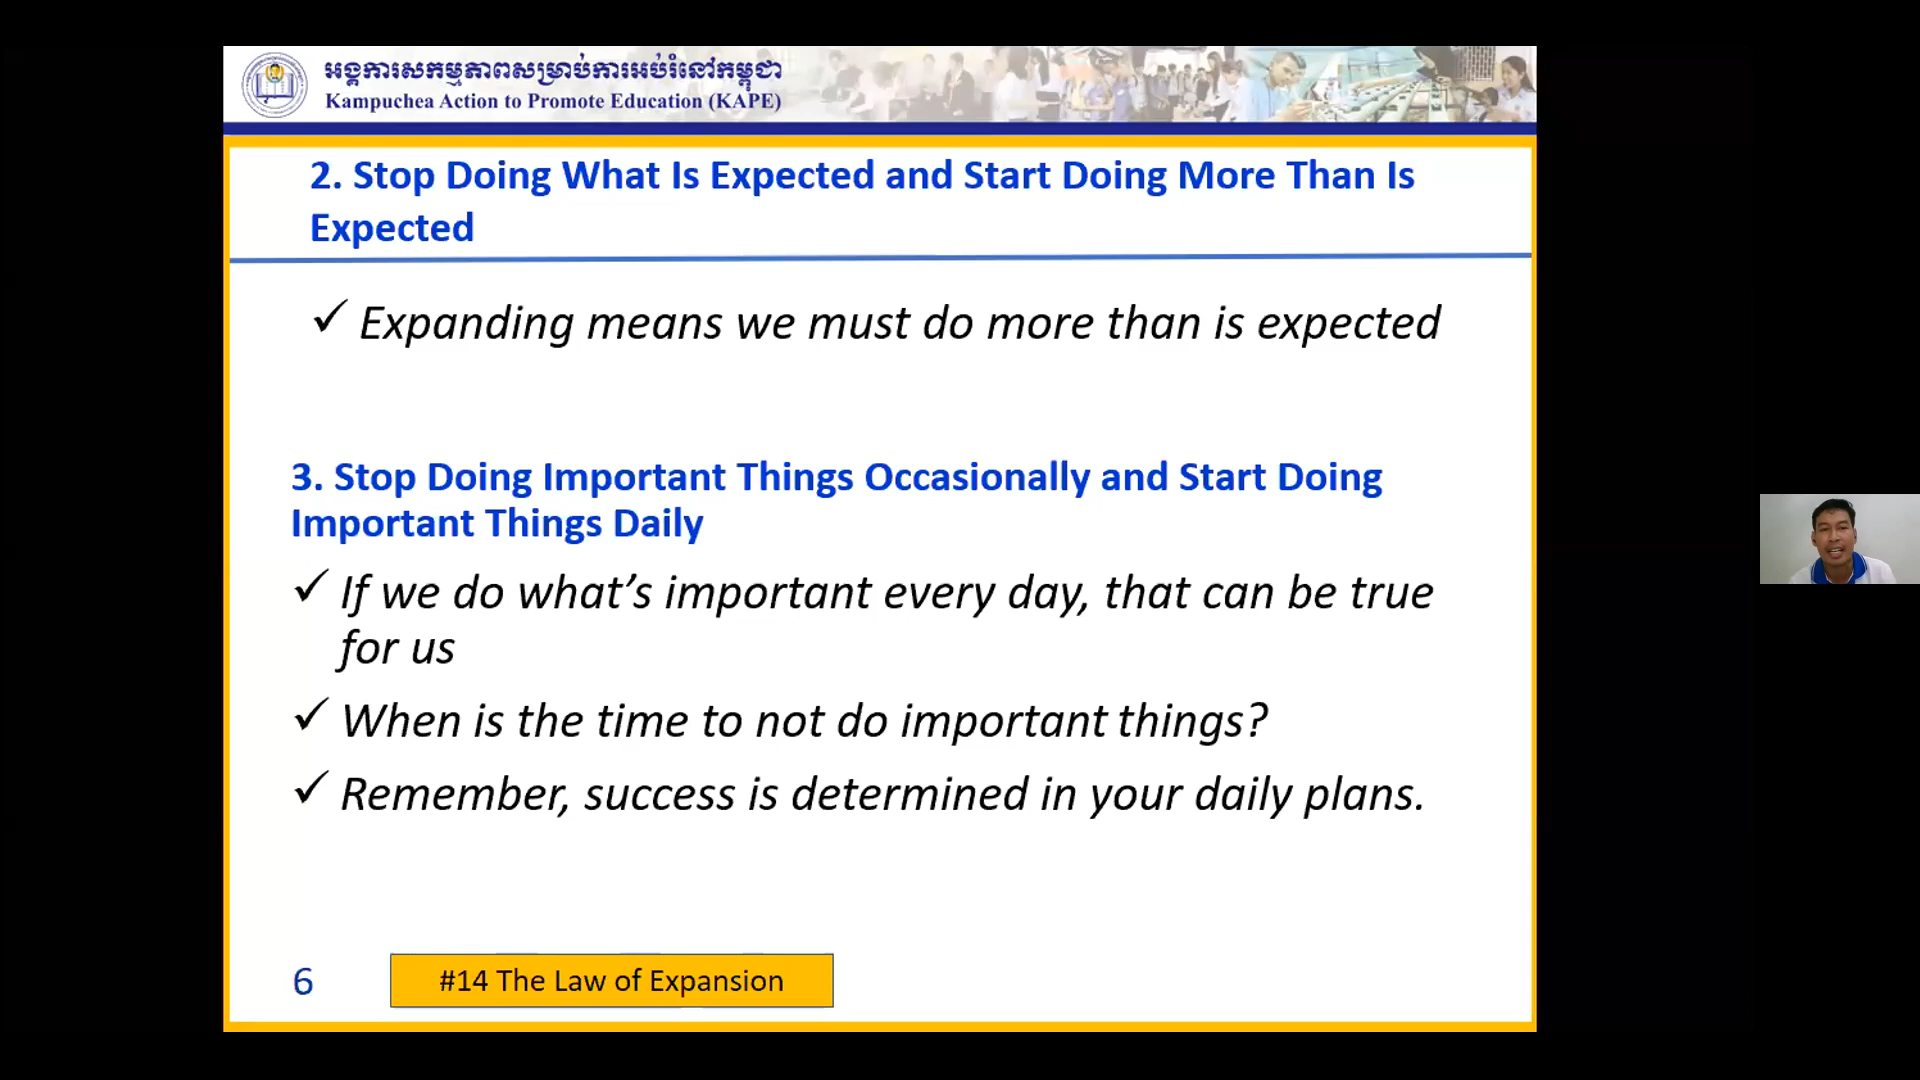 អង្គការសកម្មភាពសម្រាប់ការអប់រំនៅកម្ពុជា
Kampuchea Action to Promote Education (KAPE)
2. Stop Doing What Is Expected and Start Doing More Than Is
Expected
✓ Expanding means we must do more than is expected
3. Stop Doing Important Things Occasionally and Start Doing
Important Things Daily
✓ If we do what’s important every day, that can be true
for us
✓ When is the time to not do important things?
✓ Remember, success is determined in your daily plans.
6
#14 The Law of Expansion